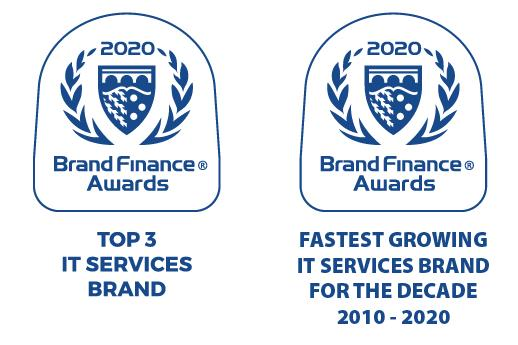 2020
Brand Finance®
Awards
TOP 3
IT SERVICES
BRAND
2020
Brand Finance®
Awards
FASTEST GROWING
IT SERVICES BRAND
FOR THE DECADE
2010 - 2020